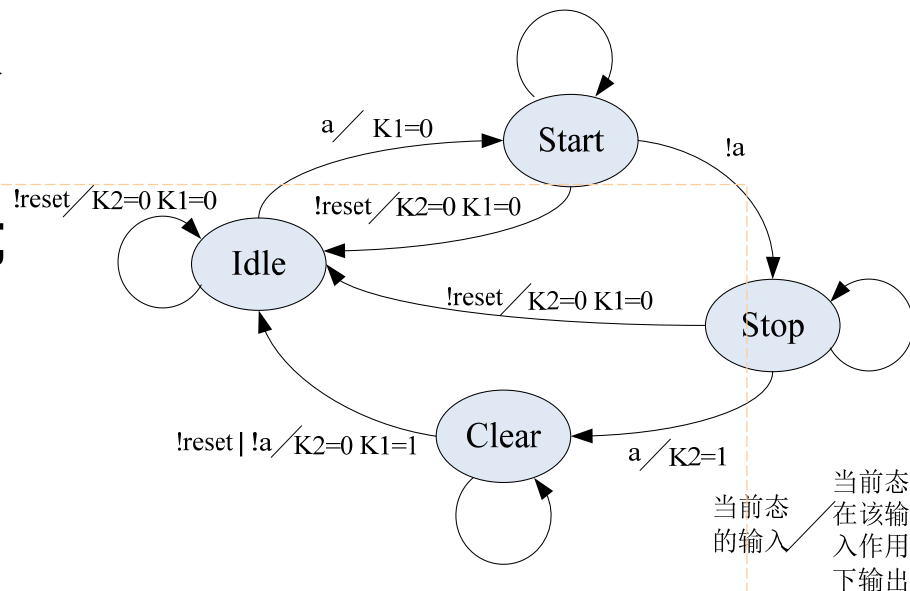 a／K1=0
Start
!a
!reset／K2=0 K1=0
!reset／K2=0 K1=0
Idle
!reset／K2=0 K1=0
Stop
Clear
!reset | !a／K2=0 K1=1
a／K2=1
当前态
的输入
当前态
在该输
入作用
下输出